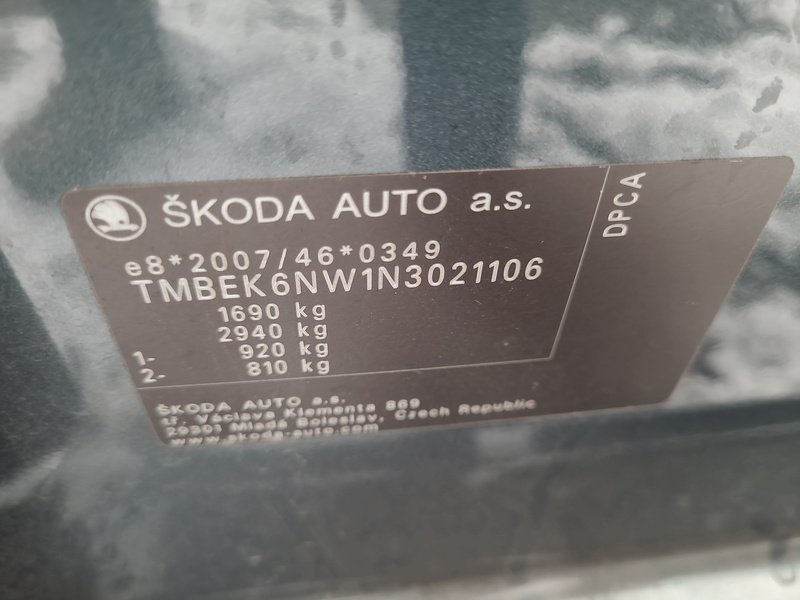 ŠKODA AUTO a.s.
DPCA
e8*2007/46*0349
TMBEK6NW1N3021106
1690 kg
2940 kg
1- 920 kg
2- 810 kg
ŠKODA AUTO a.s.
tř. Václava Klementa 869
29301 Mladá Boleslav, Czech Republic
www.skoda-auto.com